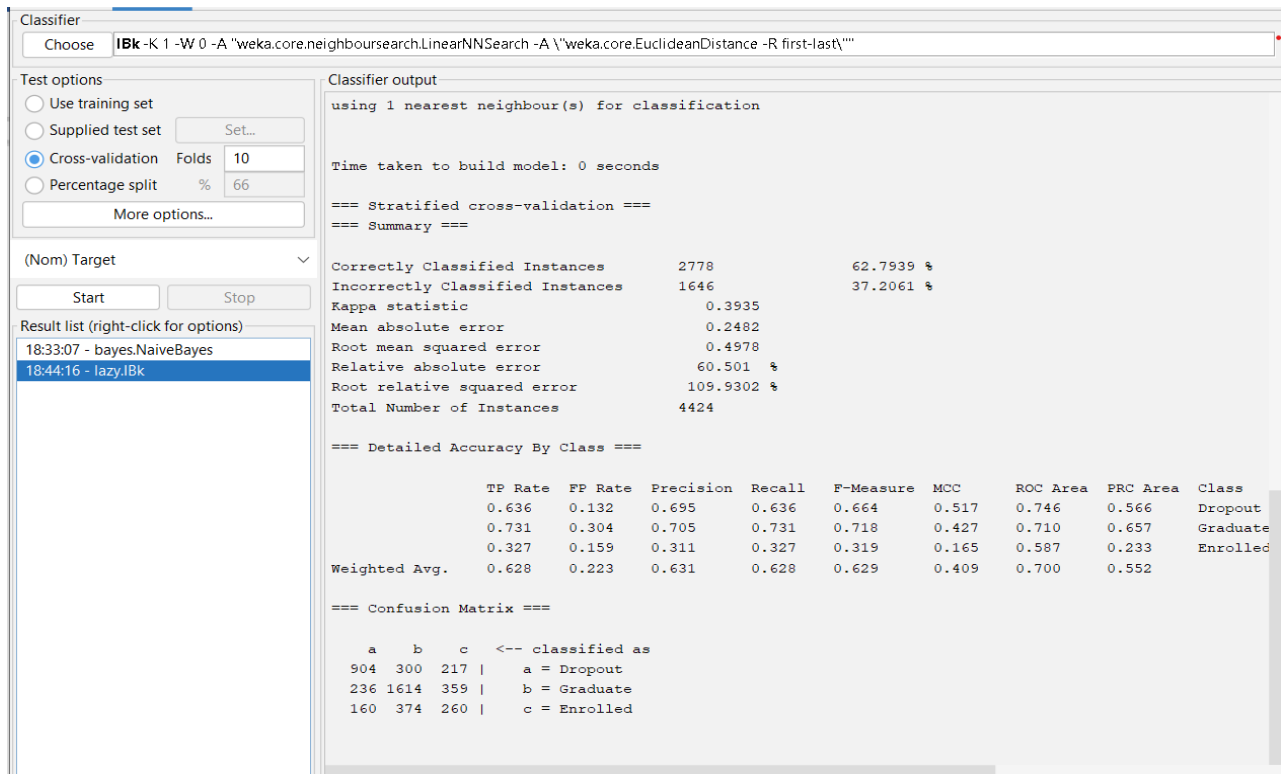 Classifier
Choose IBk -K 1 -W 0 -A "weka.core.neighboursearch.LinearNNSearch -A \"weka.core.EuclideanDistance -R first-last\""
Test options
Use training set
Supplied test set Set...
Cross-validation Folds 10
Percentage split % 66
More options...
(Nom) Target
Start Stop
Result list (right-click for options)
18:33:07 - bayes.NaiveBayes
18:44:16 - lazy.IBk
Classifier output
using 1 nearest neighbour(s) for classification
Time taken to build model: 0 seconds
=== Stratified cross-validation ===
=== Summary ===
Correctly Classified Instances 2778 62.7939 %
Incorrectly Classified Instances 1646 37.2061 %
Kappa statistic 0.3935
Mean absolute error 0.2482
Root mean squared error 0.4978
Relative absolute error 60.501 %
Root relative squared error 109.9302 %
Total Number of Instances 4424
=== Detailed Accuracy By Class ===
TP Rate FP Rate Precision Recall F-Measure MCC ROC Area PRC Area Class
0.636 0.132 0.695 0.636 0.664 0.517 0.746 0.566 Dropout
0.731 0.304 0.705 0.731 0.718 0.427 0.710 0.657 Graduate
0.327 0.159 0.311 0.327 0.319 0.165 0.587 0.233 Enrolled
Weighted Avg. 0.628 0.223 0.631 0.628 0.629 0.409 0.700 0.552
=== Confusion Matrix ===
a b c <-- classified as
904 300 217 | a = Dropout
236 1614 359 | b = Graduate
160 374 260 | c = Enrolled